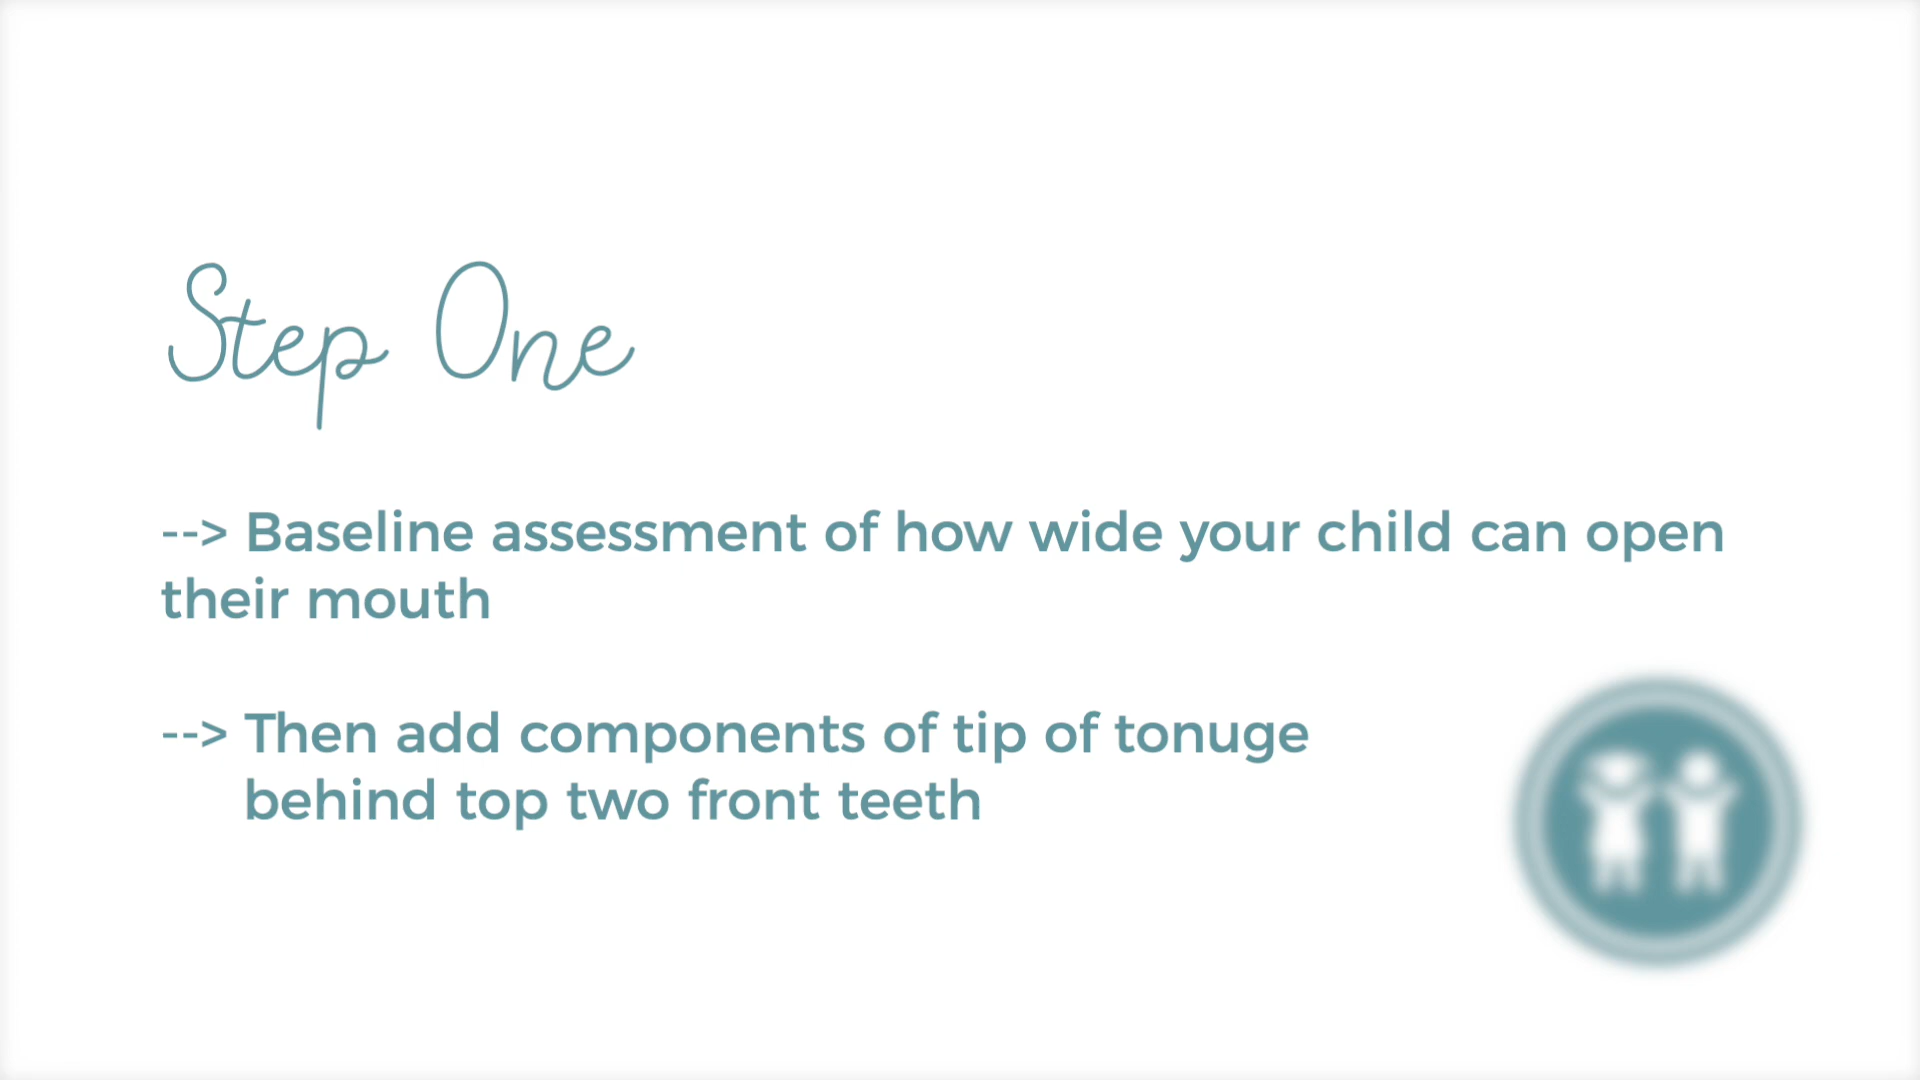 Step One
--> Baseline assessment of how wide your child can open
their mouth
--> Then add components of tip of tonuge
behind top two front teeth